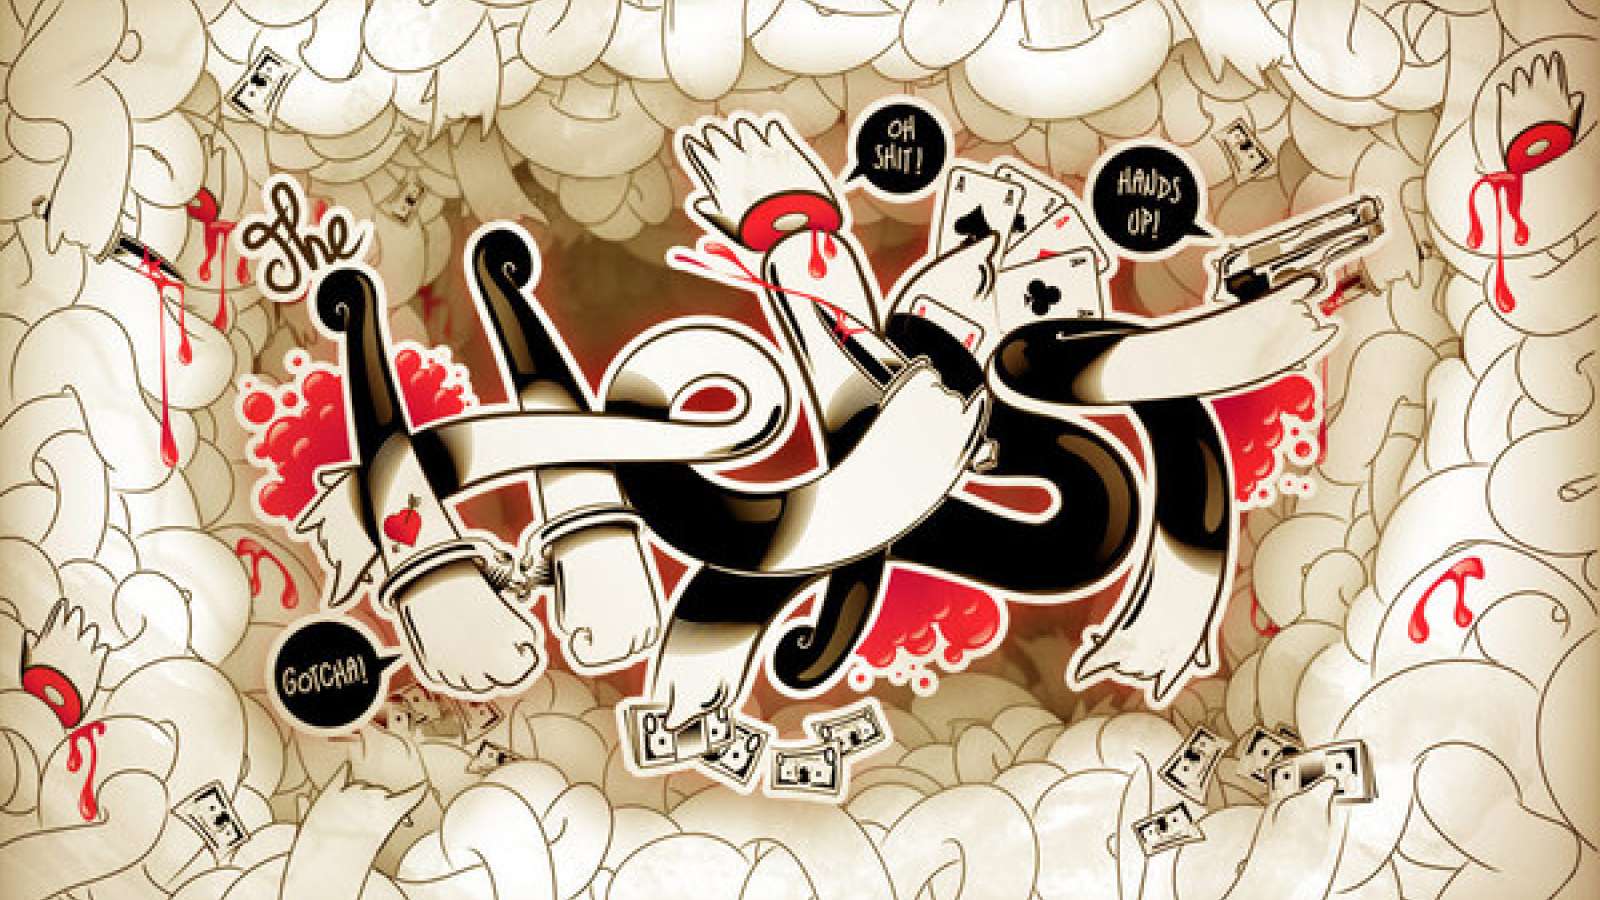 The
HeisT
OH
SHIT!
HANDS
UP!
GOTCHA!
A
A
A